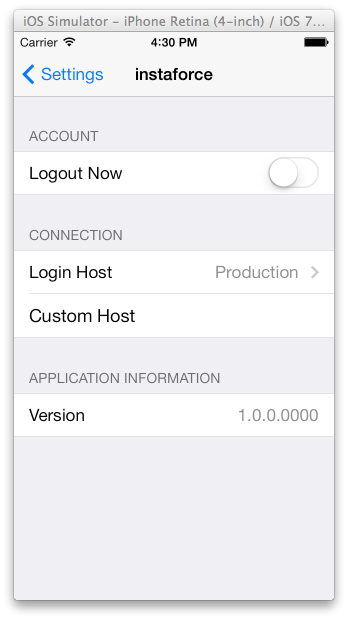 iOS Simulator – iPhone Retina (4-inch) / iOS 7...
Carrier 4:30 PM
Settings instaforce
ACCOUNT
Logout Now
CONNECTION
Login Host Production
Custom Host
APPLICATION INFORMATION
Version 1.0.0.0000